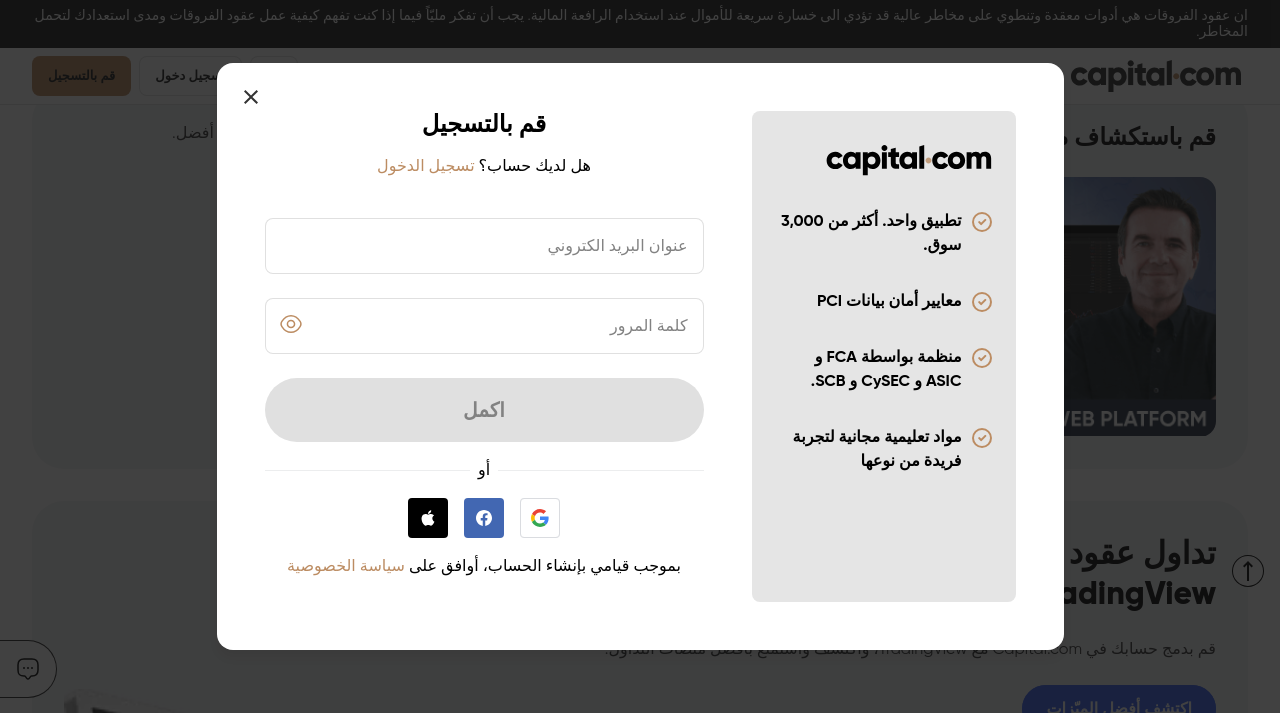 ان عقود الفروقات هي أدوات معقدة وتنطوي على مخاطر عالية قد تؤدي الى خسارة سريعة للأموال عند استخدام الرافعة المالية. يجب أن تفكر مليّاً فيما إذا كنت تفهم كيفية عمل عقود الفروقات ومدى استعدادك لتحمل
المخاطر.
capital.com
دخول
قم بالتسجيل
قم باستكشاف
أفضل.
WEB PLATFORM
capital.com
تطبيق واحد. أكثر من 3,000
سوق.
معايير أمان بيانات PCI
منظمة بواسطة FCA و
ASIC و CySEC و SCB.
مواد تعليمية مجانية لتجربة
فريدة من نوعها
قم بالتسجيل
هل لديك حساب؟ تسجيل الدخول
عنوان البريد الكتروني
كلمة المرور
اكمل
أو
بموجب قيامي بإنشاء الحساب، أوافق على سياسة الخصوصية
تداول عقود
TradingView
قم بدمج حسابك في Capital.com مع TradingView، واكتشف واستمتع بأفضل منصات التداول.
اكتشف أفضل الميّزات